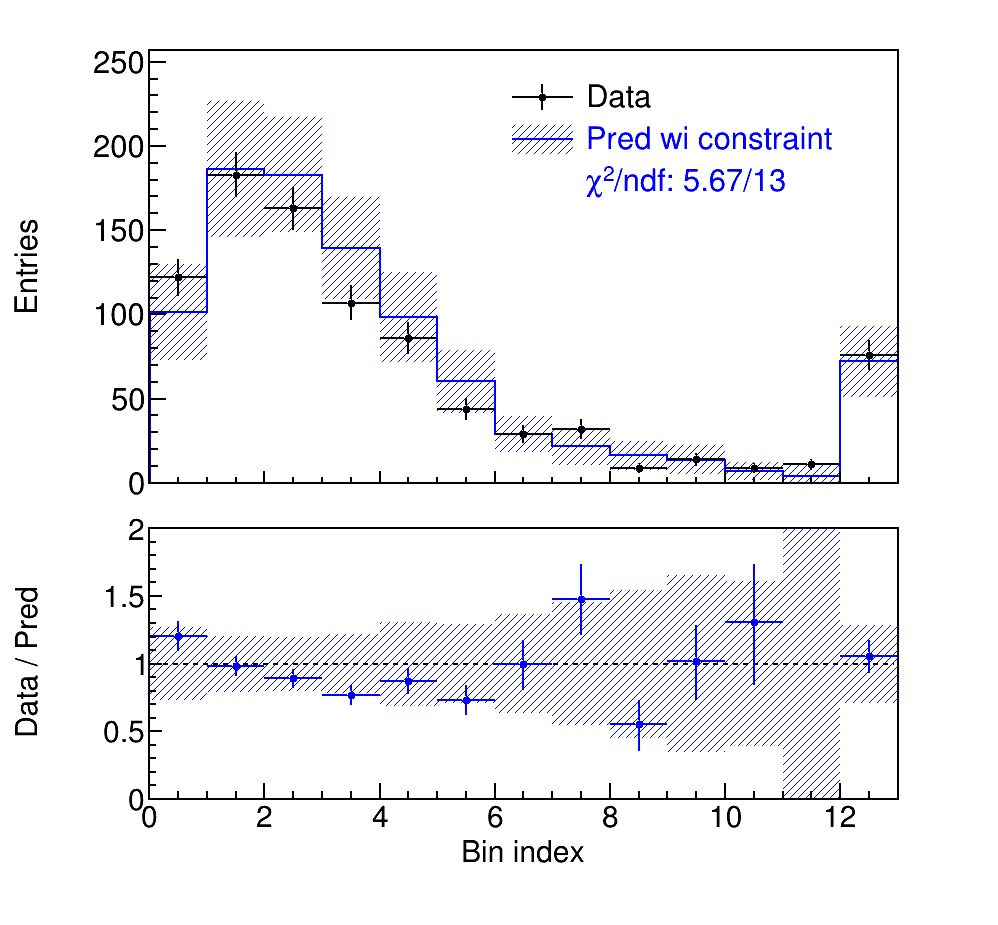 250
200
150
100
50
0
Entries
Data
Pred wi constraint
χ²/ndf: 5.67/13
2
1.5
1
0.5
0
Data / Pred
0 2 4 6 8 10 12
Bin index